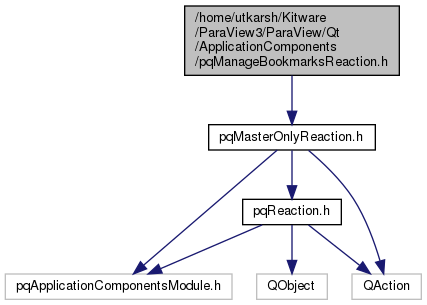 /home/utkarsh/Kitware
/ParaView3/ParaView/Qt
/ApplicationComponents
/pqManageBookmarksReaction.h
pqMasterOnlyReaction.h
pqReaction.h
pqApplicationComponentsModule.h
QObject
QAction